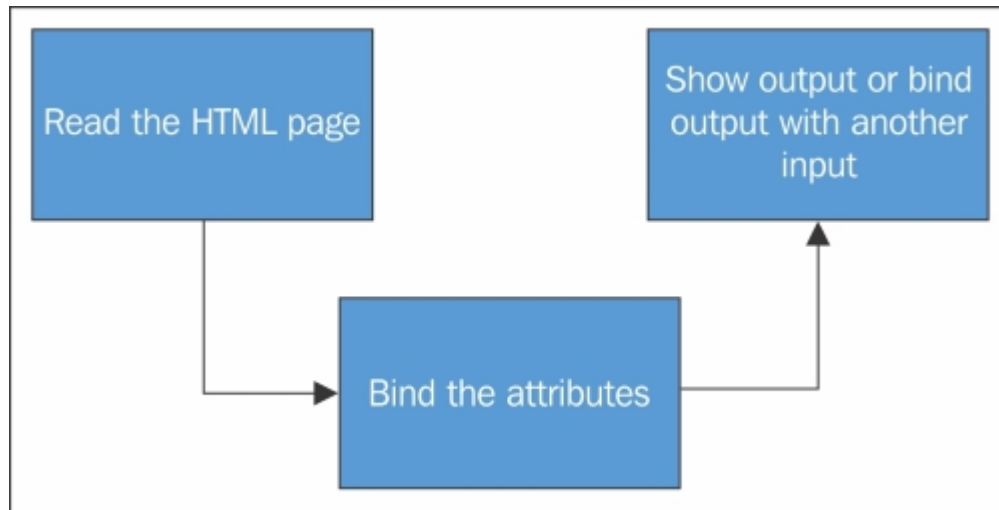 Read the HTML page
Show output or bind
output with another
input
Bind the attributes